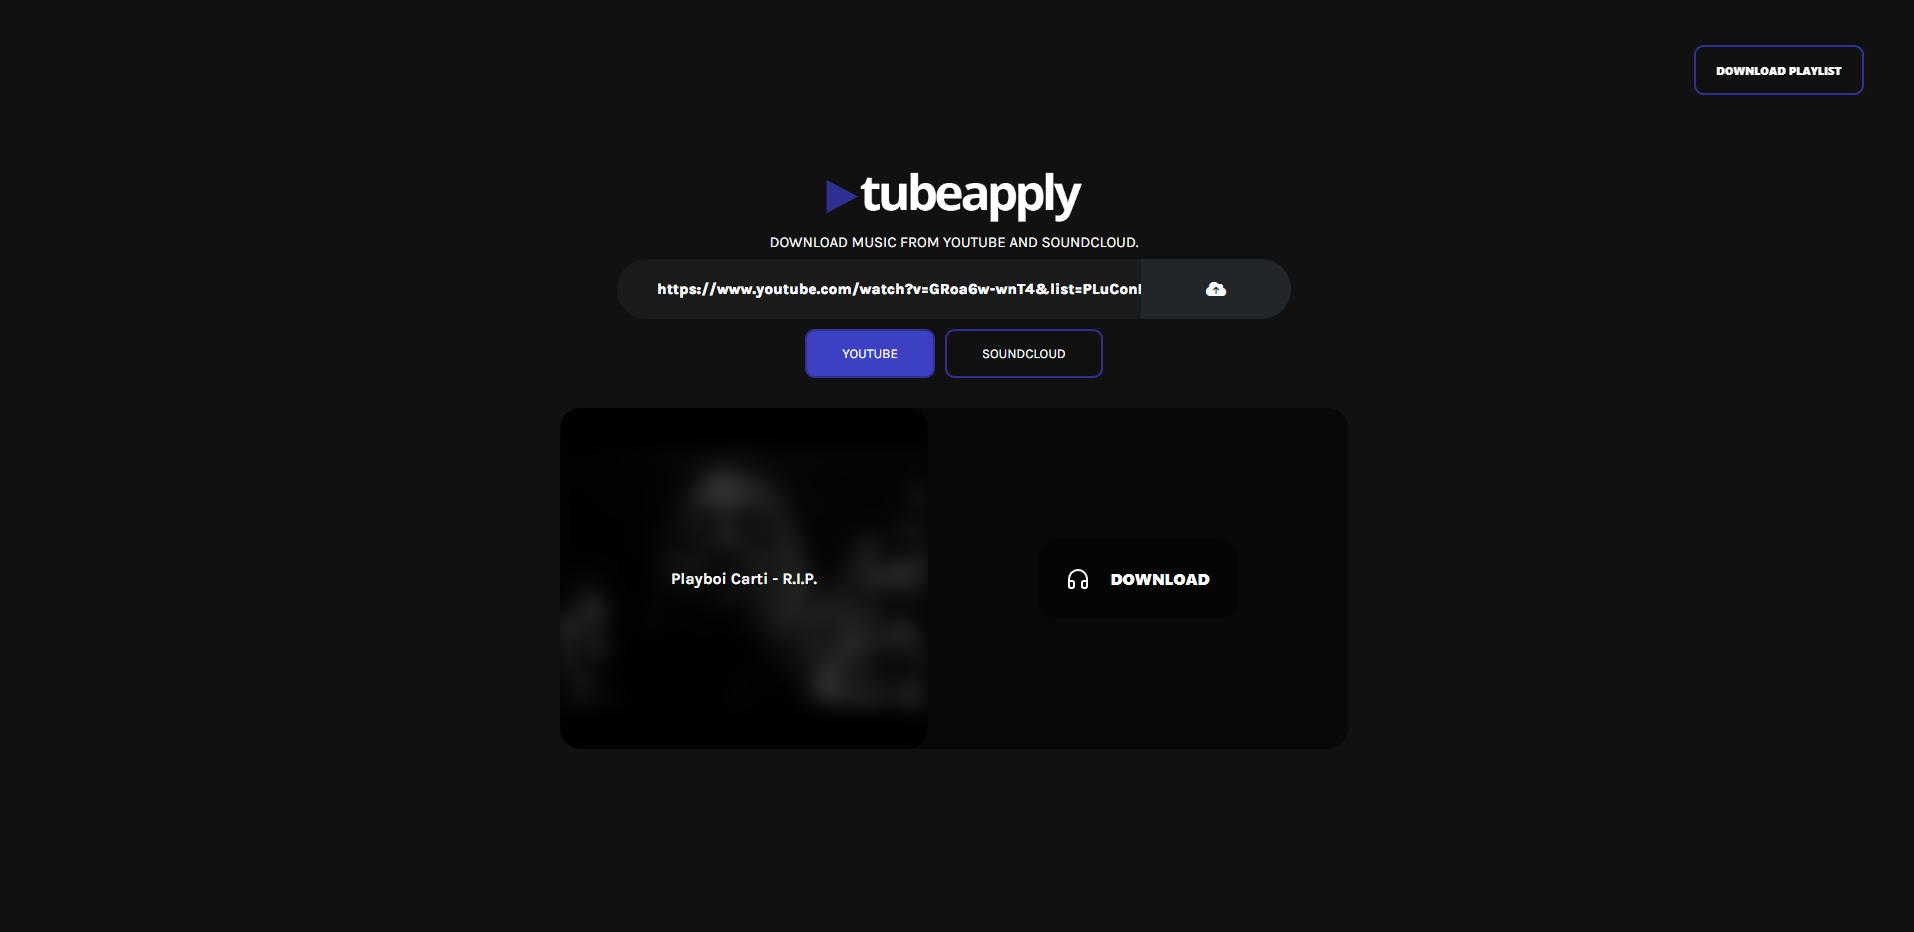 DOWNLOAD PLAYLIST
tubeapply
DOWNLOAD MUSIC FROM YOUTUBE AND SOUNDCLOUD.
https://www.youtube.com/watch?v=GRoa6w-wnT4&list=PLuConl
YOUTUBE SOUNDCLOUD
Playboi Carti - R.I.P.
DOWNLOAD